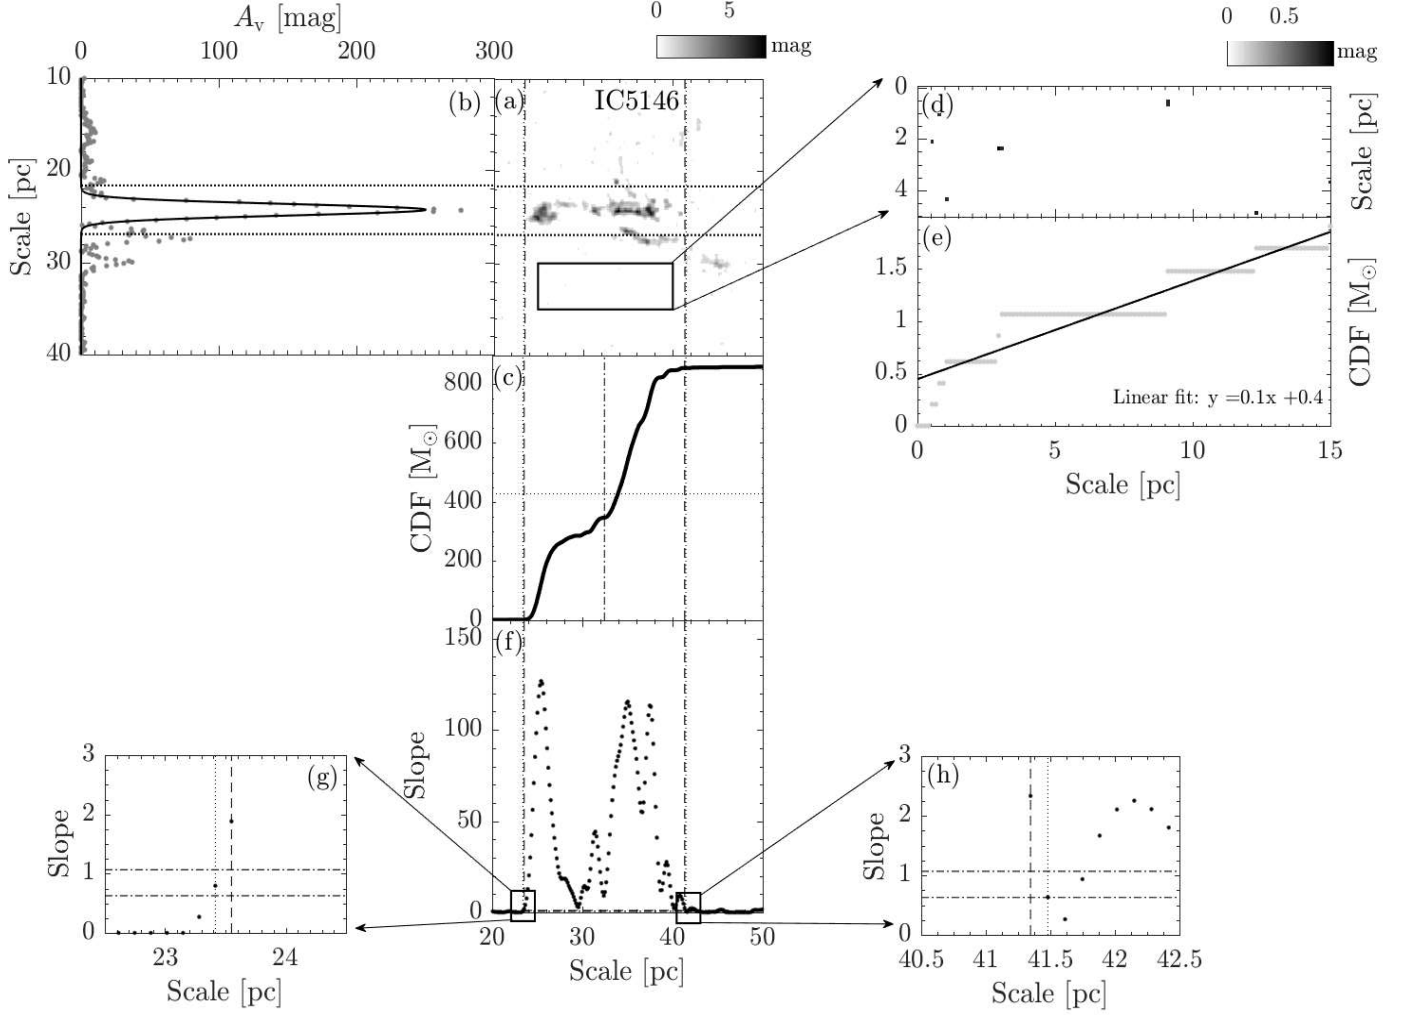 A_v [mag]
0 100 200 300
0 5
mag
0 0.5
mag
10
20
30
40
Scale [pc]
(b)
(a)
IC5146
(d)
0
2
4
Scale [pc]
(e)
1.5
1
0.5
0
CDF [M⊙]
Linear fit: y =0.1x +0.4
0 5 10 15
Scale [pc]
(c)
800
600
400
200
0
CDF [M⊙]
(f)
150
100
50
0
Slope
20 30 40 50
Scale [pc]
(g)
3
2
1
0
Slope
23 24
Scale [pc]
(h)
3
2
1
0
Slope
40.5 41 41.5 42 42.5
Scale [pc]